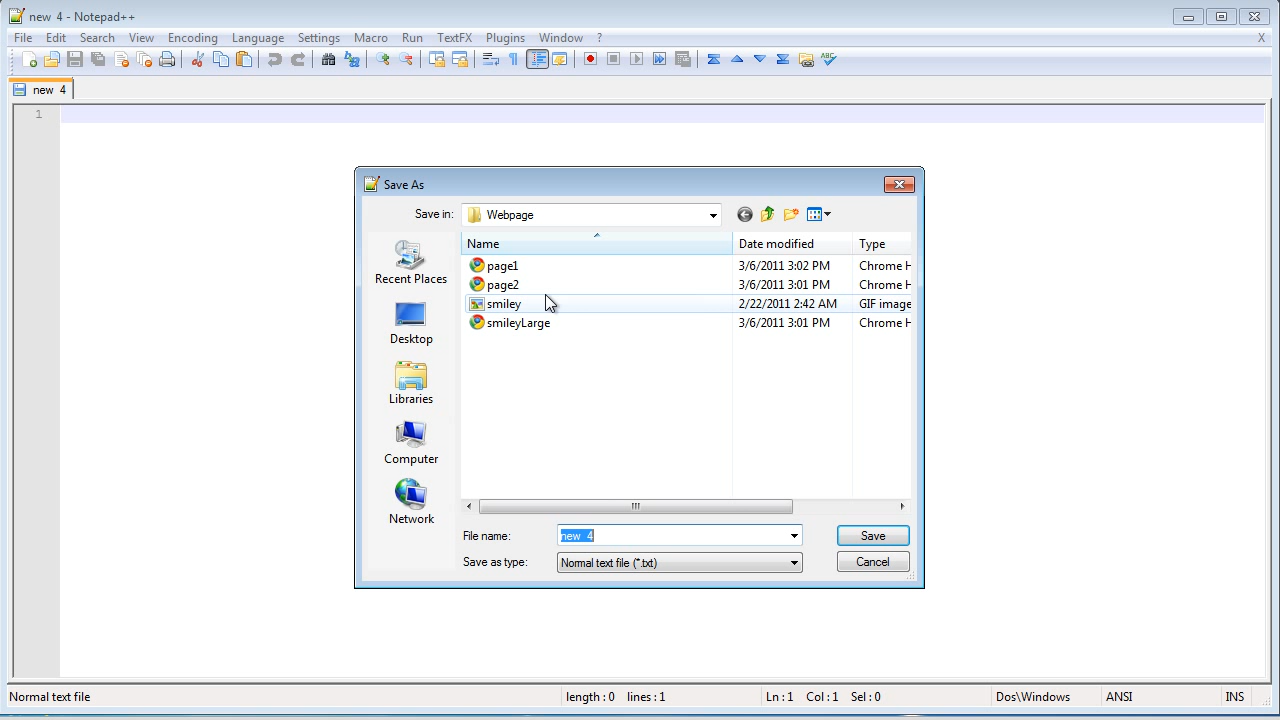 new 4 - Notepad++
File Edit Search View Encoding Language Settings Macro Run TextFX Plugins Window ? X
ABC
new 4
1
Save As
Save in: Webpage
Name Date modified Type
page1 3/6/2011 3:02 PM Chrome H
page2 3/6/2011 3:01 PM Chrome H
smiley 2/22/2011 2:42 AM GIF image
smileyLarge 3/6/2011 3:01 PM Chrome H
Recent Places
Desktop
Libraries
Computer
Network
File name: new 4 Save
Save as type: Normal text file (*.txt) Cancel
Normal text file length : 0 lines : 1 Ln : 1 Col : 1 Sel : 0 Dos\Windows ANSI INS